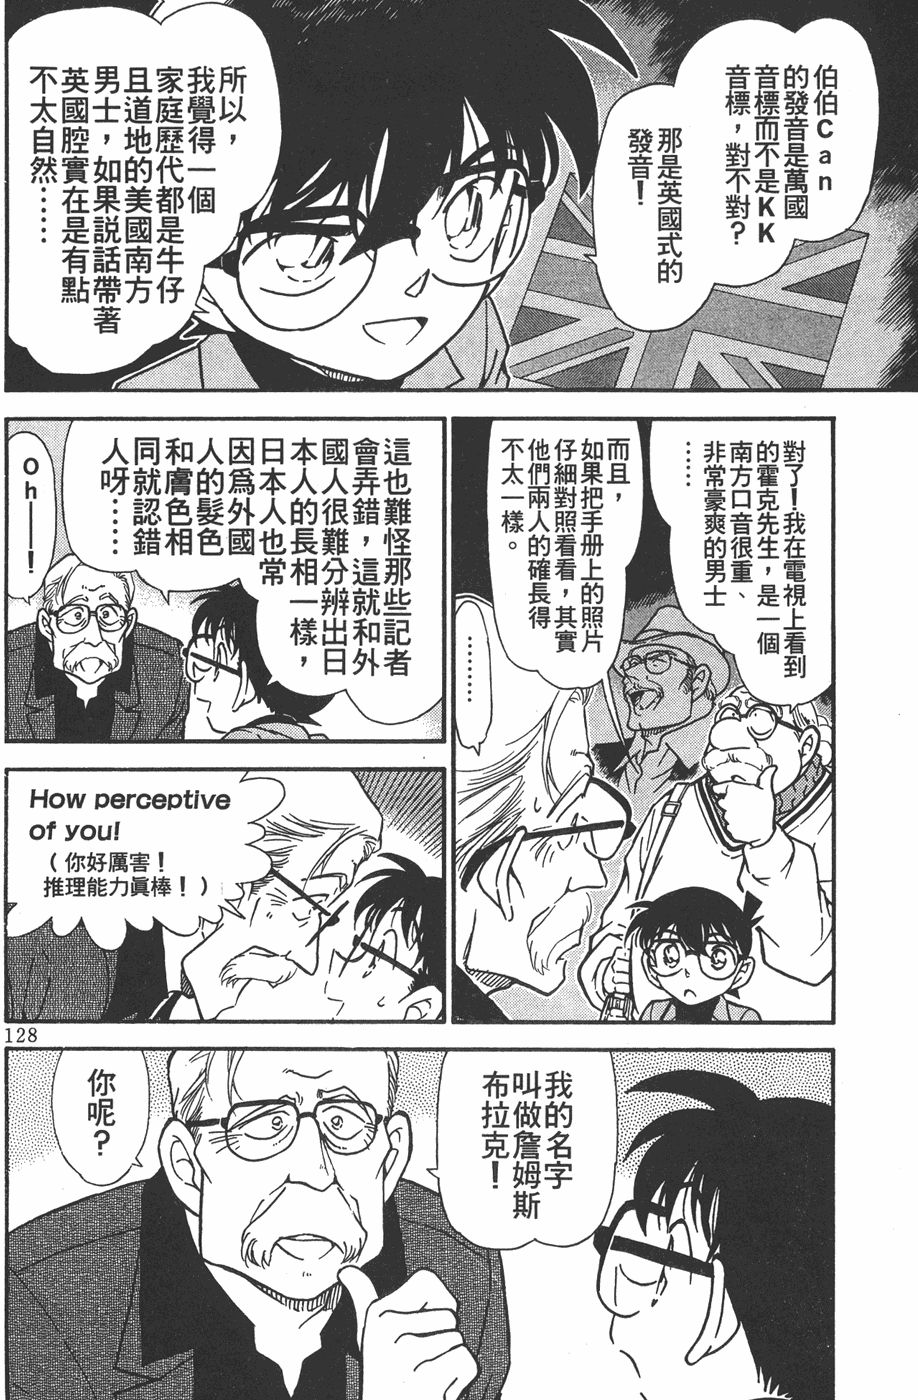 伯伯Can
的發音是萬國
音標而不是KK
音標，對不對？
那是英國式的
發音！
所以，
我覺得一個
家庭歷代都是牛仔
且道地的美國南方
男士，如果說話帶著
英國腔實在是有點
不太自然……
對了！我在電視上看到
的霍克先生，是一個
南方口音很重、
非常豪爽的男士
……
而且，
如果把手册上的照片
仔細對照看看，其實
他們兩人的確長得
不太一樣。
………
這也難怪那些記者
會弄錯，這就和外
國人很難分辨出日
本人的長相一樣，
日本人也常
因爲外國
人的髮色
和膚色相
同就認錯
人呀……
Oh——！
How perceptive
of you!
（你好厲害！
推理能力眞棒！）
128
我的名字
叫做詹姆斯
布拉克！
你呢？